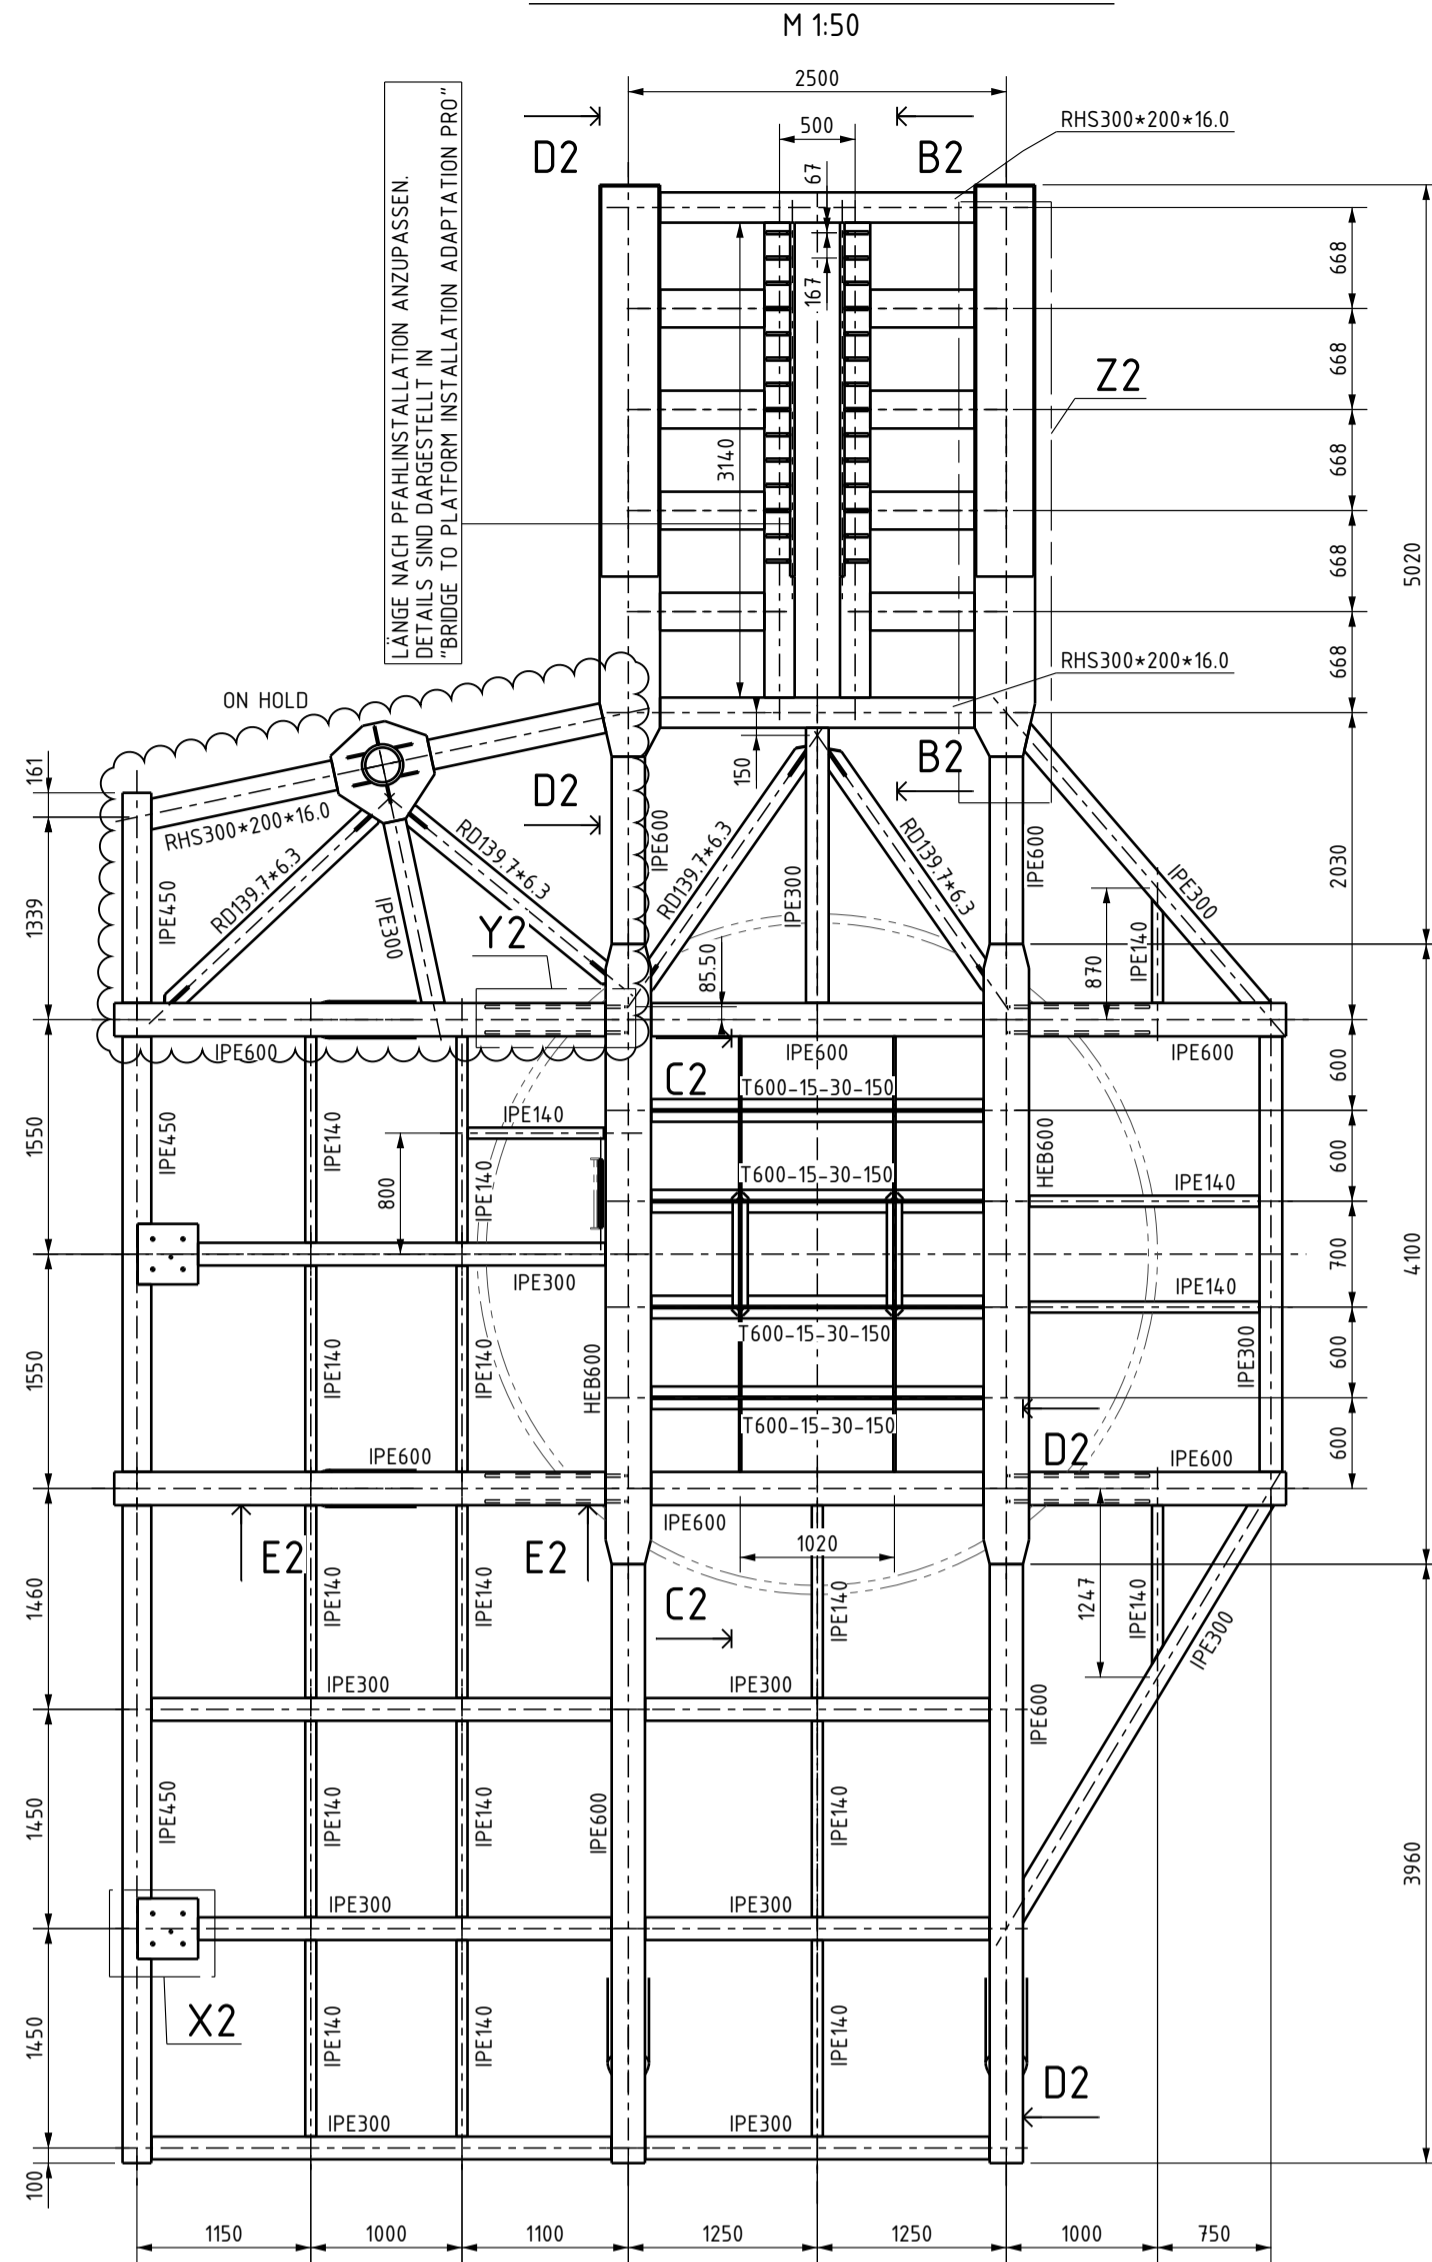 M 1:50
2500
500
D2
B2
RHS300*200*16.0
67
167
LÄNGE NACH PFAHLINSTALLATION ANZUPASSEN.
DETAILS SIND DARGESTELLT IN
"BRIDGE TO PLATFORM INSTALLATION ADAPTATION PRO"
668
668
668
668
668
Z2
3140
5020
RHS300*200*16.0
ON HOLD
161
150
B2
D2
RHS300*200*16.0
RD139.7*6.3
RD139.7*6.3
IPE600
RD139.7*6.3
RD139.7*6.3
IPE600
IPE300
2030
1339
IPE450
IPE300
IPE300
Y2
85.50
870
IPE140
IPE600
IPE600
IPE600
C2
T600-15-30-150
600
1550
IPE450
IPE140
IPE140
IPE140
800
T600-15-30-150
HEB600
IPE140
600
IPE300
700
4100
IPE140
T600-15-30-150
1550
IPE140
IPE140
HEB600
IPE300
600
T600-15-30-150
D2
600
IPE600
IPE600
IPE600
E2
E2
1020
1460
IPE140
IPE140
C2
IPE140
1247
IPE140
IPE300
IPE300
IPE300
IPE600
1450
IPE450
IPE140
IPE140
IPE600
IPE140
3960
IPE300
IPE300
X2
1450
IPE140
IPE140
IPE140
D2
IPE300
IPE300
100
1150
1000
1100
1250
1250
1000
750